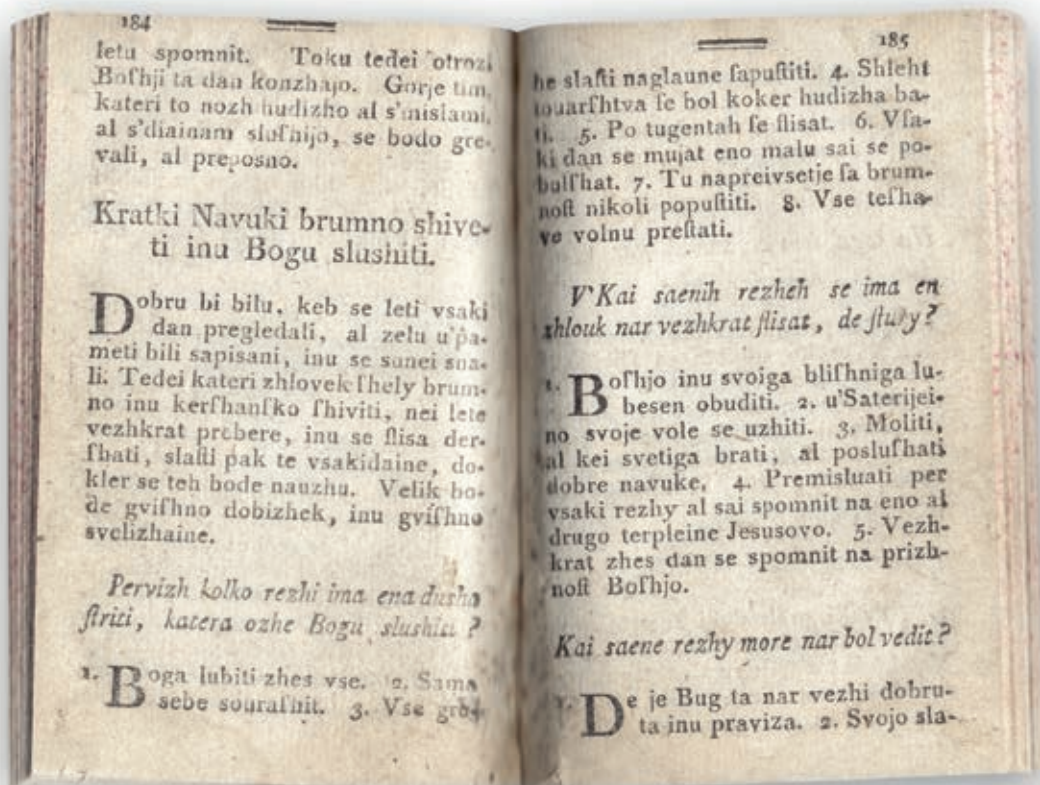 184
letu spomnit. Toku tedei otrozi
Boſhji ta dan konzhajo. Gorje tim,
kateri to nozh hudizho al s'mislami,
al s'diainam sluſhijo, se bodo gre-
vali, al preposno.
Kratki Navuki brumno shive-
ti inu Bogu slushiti.
Dobru bi bilu, keb se leti vsaki
dan pregledali, al zelu u'pa-
meti bili sapisani, inu se sunei sna-
li. Tedei kateri zhlovek ſhely brum-
no inu kerſhanſko ſhiviti, nei lete
vezhkrat prebere, inu se ſlisa der-
ſhati, slaſti pak te vsakidaine, do-
kler se teh bode nauzhu. Velik bo-
de gviſhno dobizhek, inu gviſhno
svelizhaine.
Pervizh kolko rezhi ima ena dusha
ſtriti, katera ozhe Bogu slushiti?
1. Boga lubiti zhes vse. 2. Sama
sebe souraſhit. 3. Vse
185
he slaſti naglaune ſapuſtiti. 4. Shleht
touarſhtva ſe bol koker hudizha ba-
ti. 5. Po tugentah ſe ſlisat. 6. Vſa-
ki dan se mujat eno malu sai se po-
bulſhat. 7. Tu napreivsetje ſa brum-
noſt nikoli popuſtiti. 8. Vse teſha-
ve volnu preſtati.
V'Kai saenih rezheh se ima en
zhlouk nar vezhkrat ſlisat, de
1. Boſhjo inu svoiga bliſhniga lu-
besen obuditi. 2. u'Saterijei-
no svoje vole se uzhiti. 3. Moliti,
al kei svetiga brati, al posluſhati
dobre navuke. 4. Premisluati per
vsaki rezhy al sai spomnit na eno al
drugo terpleine Jesusovo. 5. Vezh-
krat zhes dan se spomnit na prizh-
noſt Boſhjo.
Kai saene rezhy more nar bol vedit?
1. De je Bug ta nar vezhi dobru-
ta inu praviza. 2. Svojo sla-